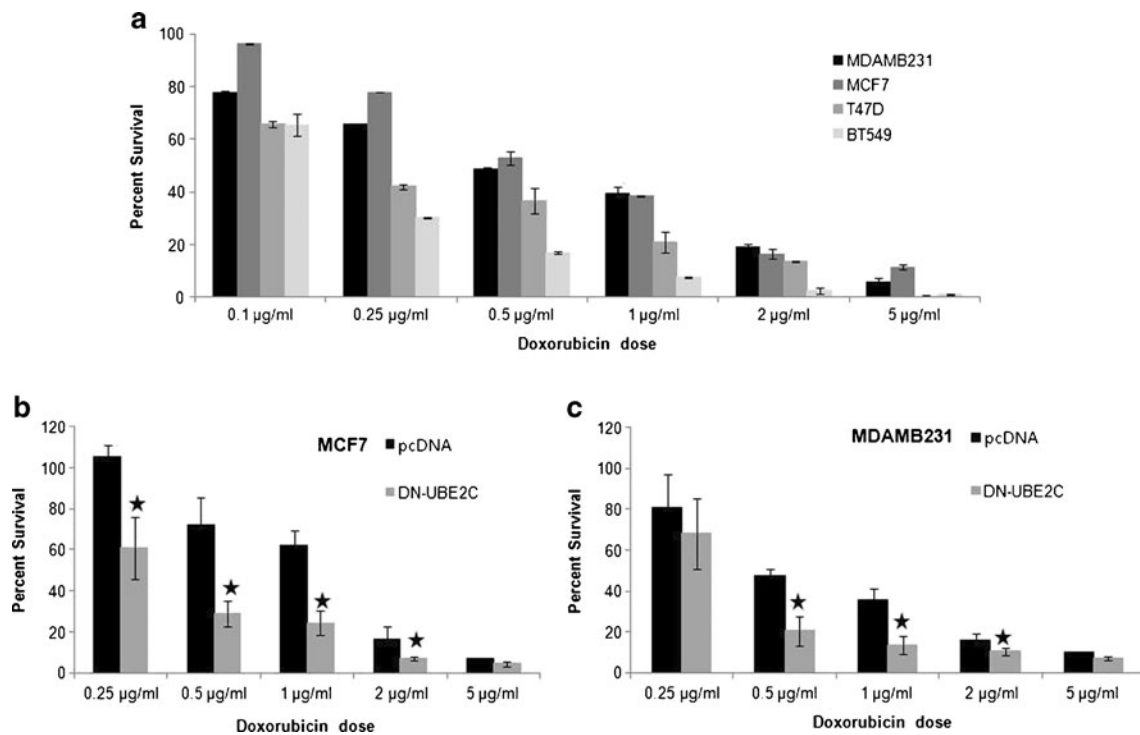 a
Percent Survival
100
80
60
40
20
0
MDAMB231
MCF7
T47D
BT549
0.1 µg/ml 0.25 µg/ml 0.5 µg/ml 1 µg/ml 2 µg/ml 5 µg/ml
Doxorubicin dose
b
Percent Survival
120
100
80
60
40
20
0
MCF7
pcDNA
DN-UBE2C
0.25 µg/ml 0.5 µg/ml 1 µg/ml 2 µg/ml 5 µg/ml
Doxorubicin dose
c
Percent Survival
120
100
80
60
40
20
0
MDAMB231
pcDNA
DN-UBE2C
0.25 µg/ml 0.5 µg/ml 1 µg/ml 2 µg/ml 5 µg/ml
Doxorubicin dose